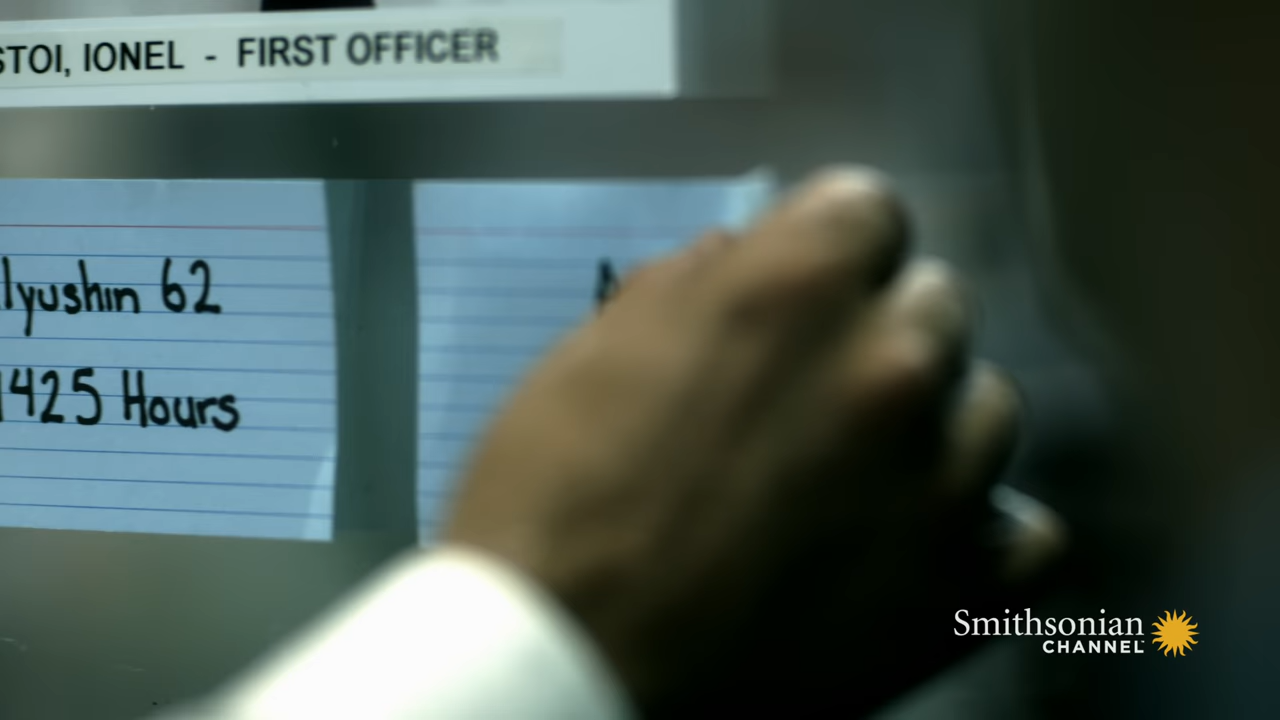 STOI, IONEL - FIRST OFFICER
lyushin 62
1425 Hours
A
Smithsonian
CHANNEL